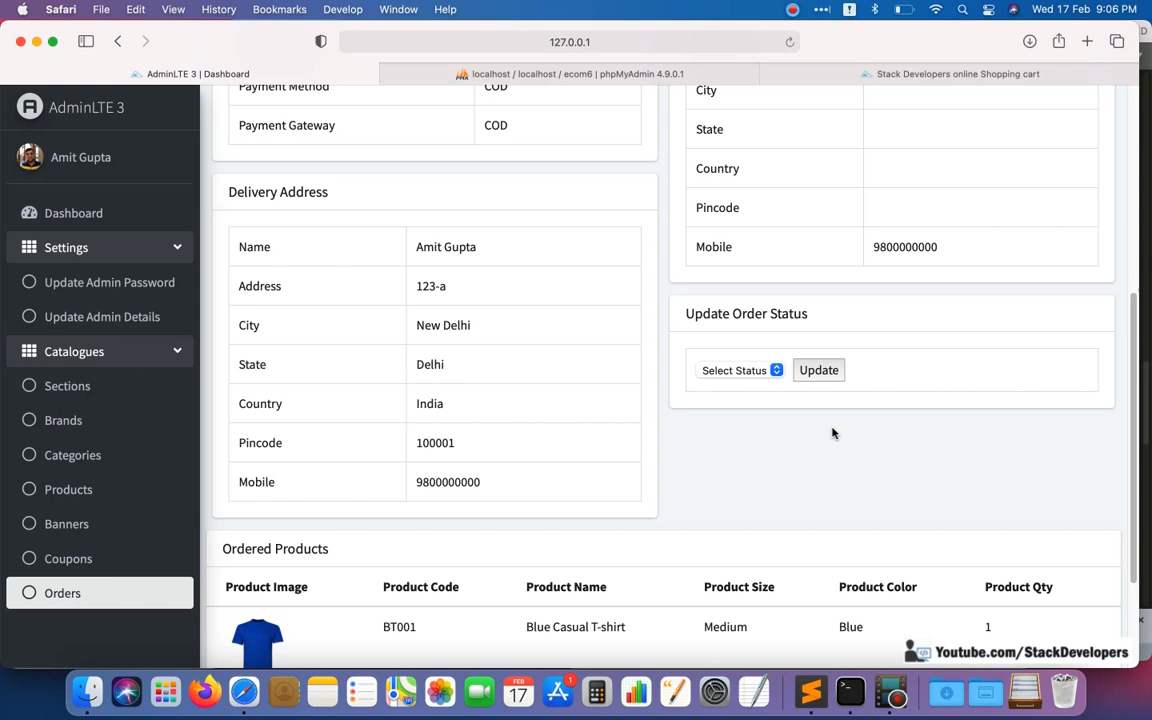 Safari File Edit View History Bookmarks Develop Window Help Wed 17 Feb 9:06 PM
127.0.0.1
AdminLTE 3 | Dashboard
localhost / localhost / ecom6 | phpMyAdmin 4.9.0.1
Stack Developers online Shopping cart
AdminLTE 3
Amit Gupta
Dashboard
Settings
Update Admin Password
Update Admin Details
Catalogues
Sections
Brands
Categories
Products
Banners
Coupons
Orders
Payment Method COD
Payment Gateway COD
Delivery Address
Name Amit Gupta
Address 123-a
City New Delhi
State Delhi
Country India
Pincode 100001
Mobile 9800000000
City
State
Country
Pincode
Mobile 9800000000
Update Order Status
Select Status Update
Ordered Products
Product Image Product Code Product Name Product Size Product Color Product Qty
BT001 Blue Casual T-shirt Medium Blue 1
Youtube.com/StackDevelopers
FEB
17
1